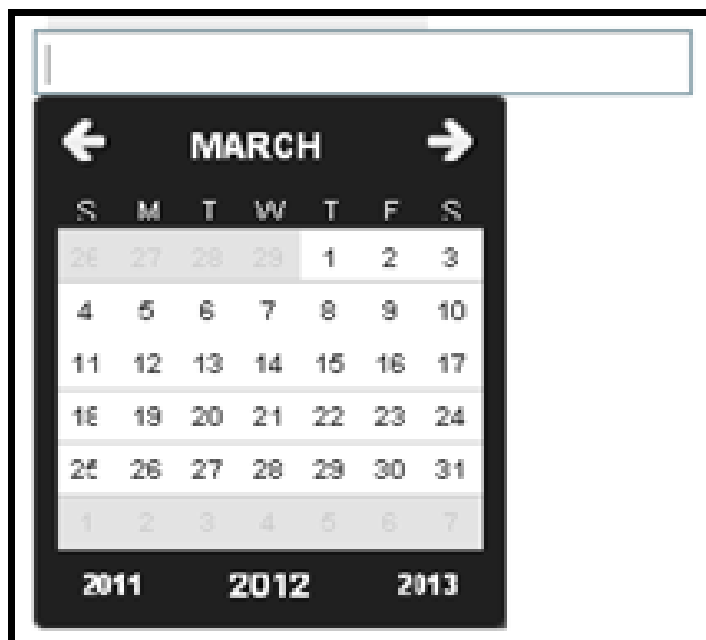 MARCH
S M T W T F S
26 27 28 29 1 2 3
4 5 6 7 8 9 10
11 12 13 14 15 16 17
18 19 20 21 22 23 24
25 26 27 28 29 30 31
1 2 3 4 5 6 7
2011 2012 2013